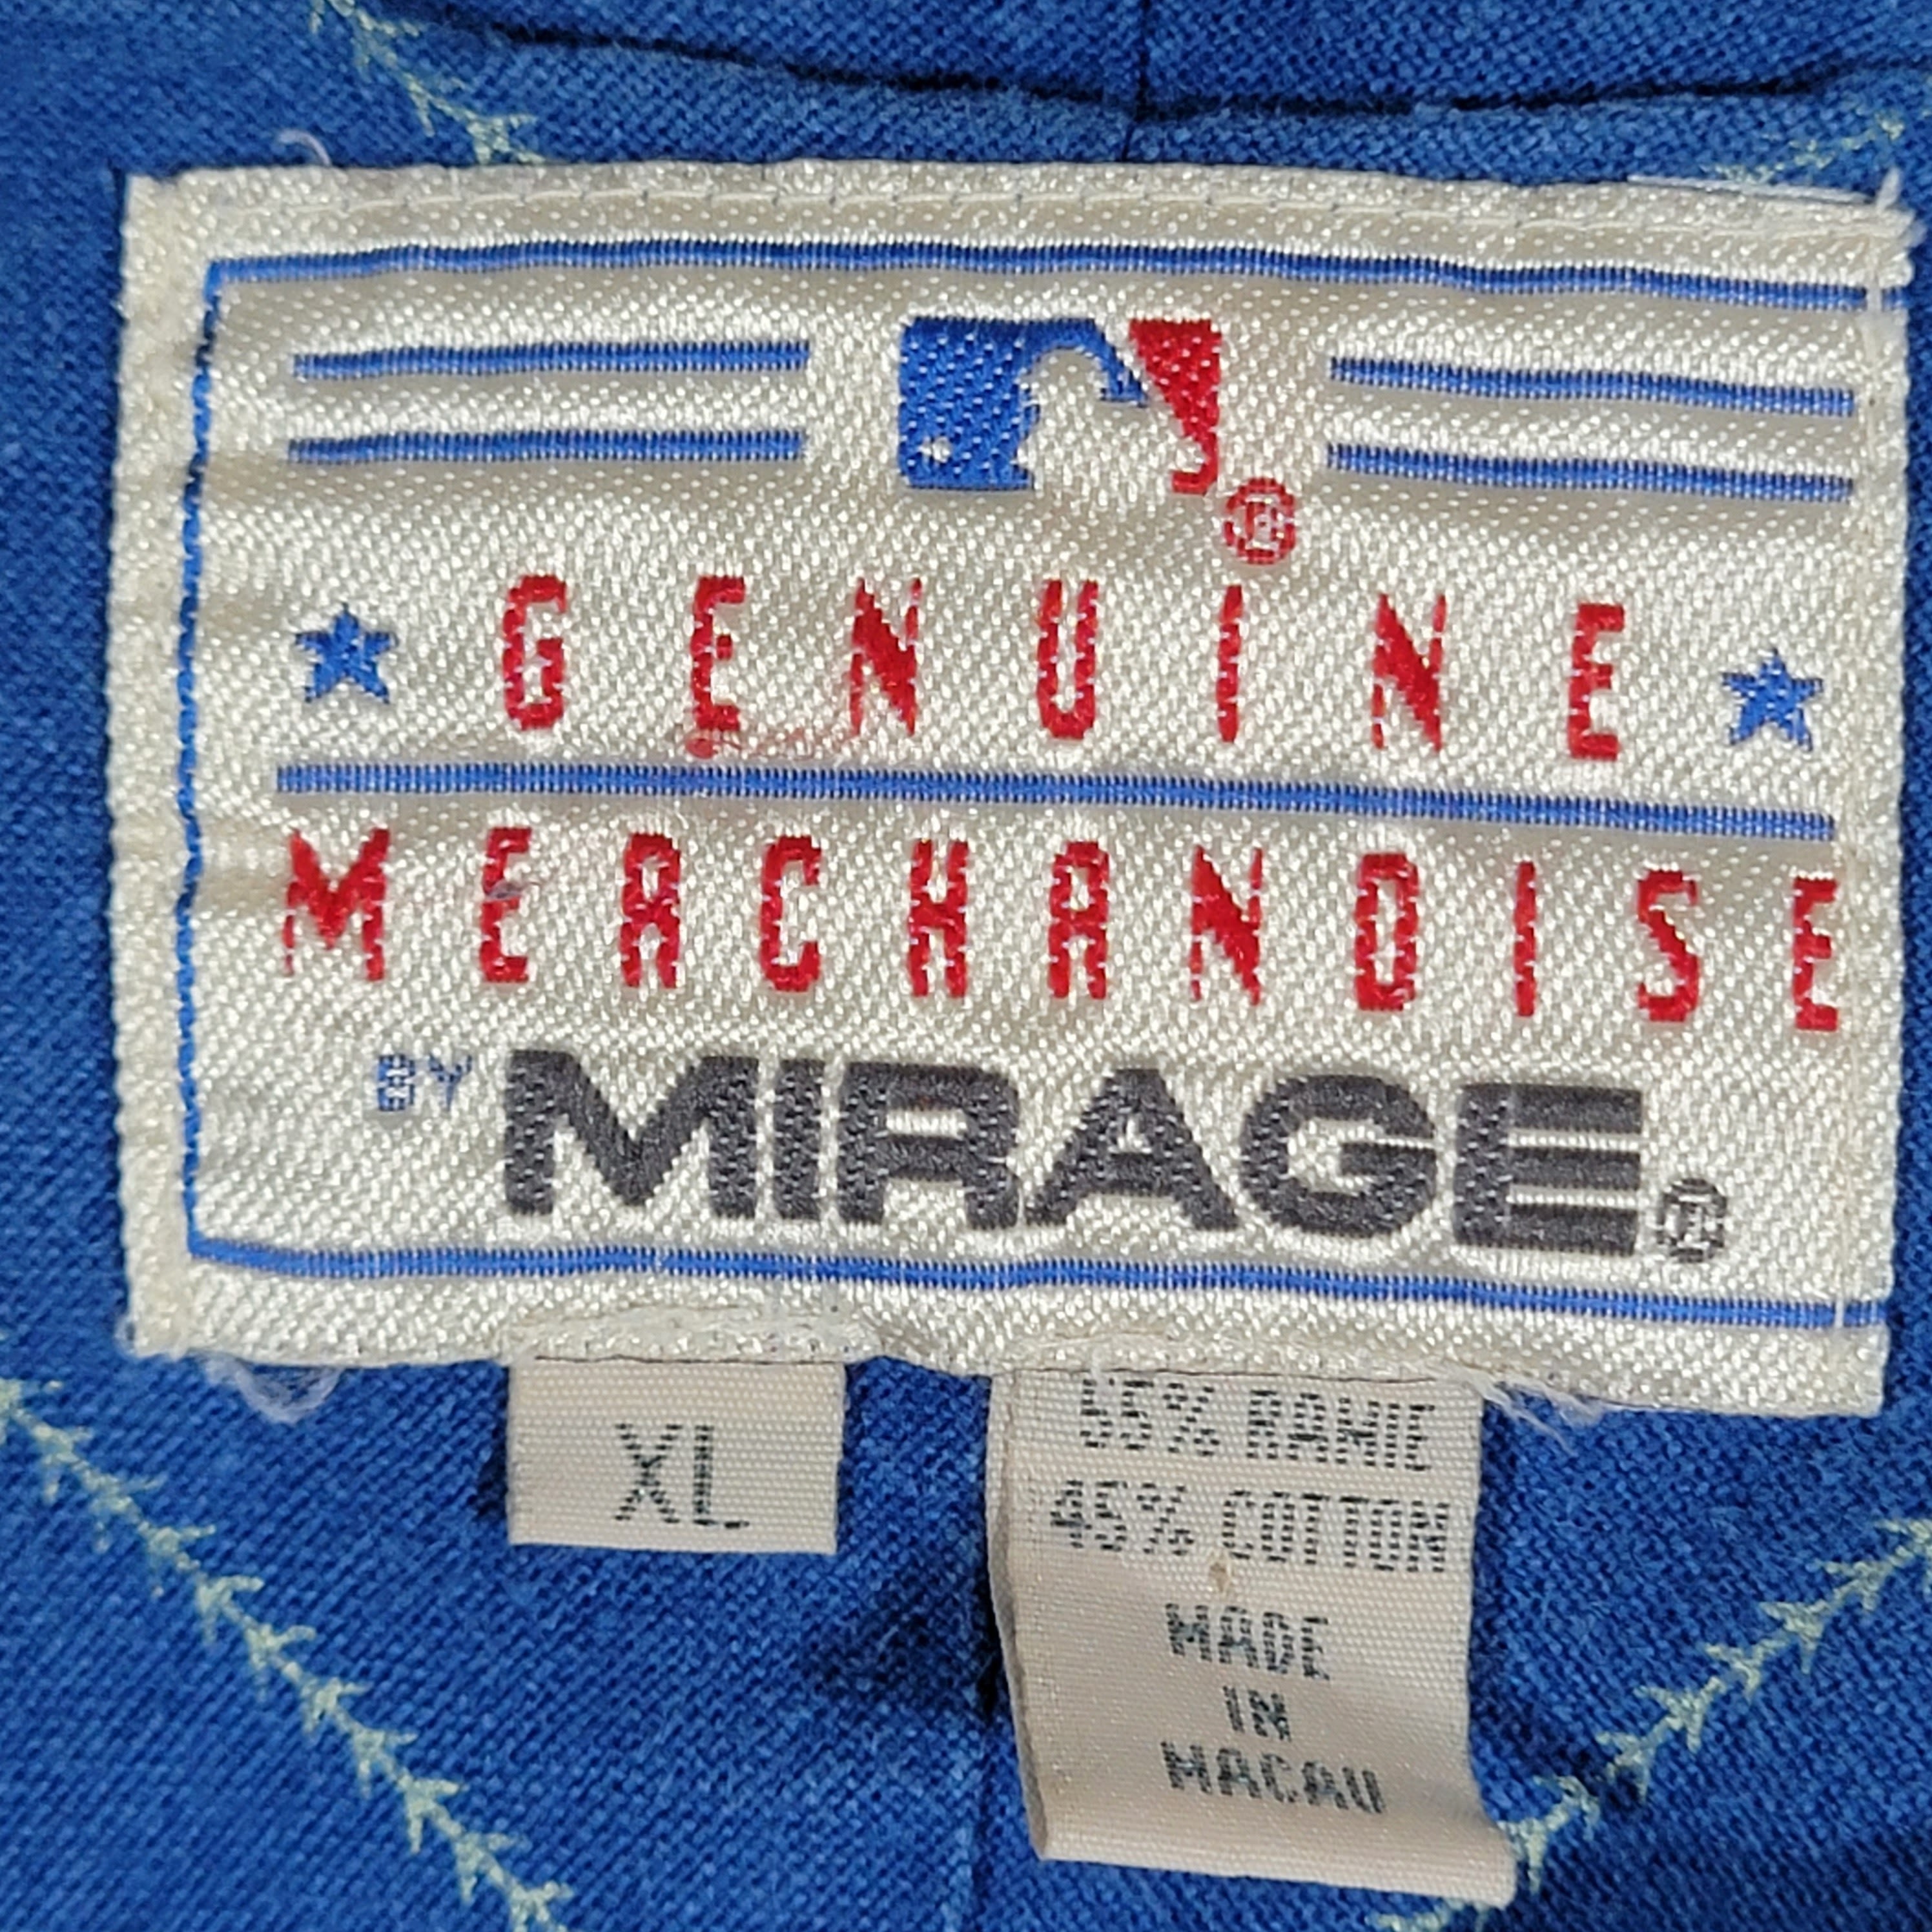 ®
GENUINE
MERCHANDISE
BY MIRAGE®
XL
55% RAMIE
45% COTTON
MADE
IN
MACAU